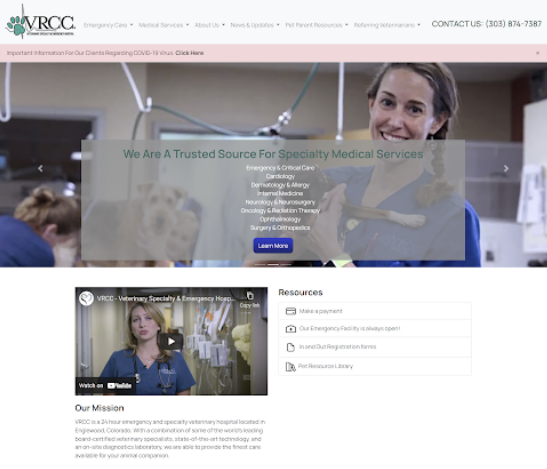 VRCC
VETERINARY SPECIALTY & EMERGENCY HOSPITAL
Emergency Care Medical Services About Us News & Updates Pet Parent Resources Referring Veterinarians CONTACT US: (303) 874-7387
Important Information For Our Clients Regarding COVID-19 Virus Click Here ×
We Are A Trusted Source For Specialty Medical Services
Emergency & Critical Care
Cardiology
Dermatology & Allergy
Internal Medicine
Neurology & Neurosurgery
Oncology & Radiation Therapy
Ophthalmology
Surgery & Orthopedics
Learn More
VRCC - Veterinary Specialty & Emergency Hosp...
Copy link
Watch on YouTube
Resources
Make a payment
Our Emergency Facility is always open!
In and Out Registration forms
Pet Resource Library
Our Mission
VRCC is a 24-hour emergency and specialty veterinary hospital located in
Englewood, Colorado. With a combination of some of the world's leading
board-certified veterinary specialists, state-of-the-art technology, and
an on-site diagnostics laboratory, we are able to provide the finest care
available for your animal companion.